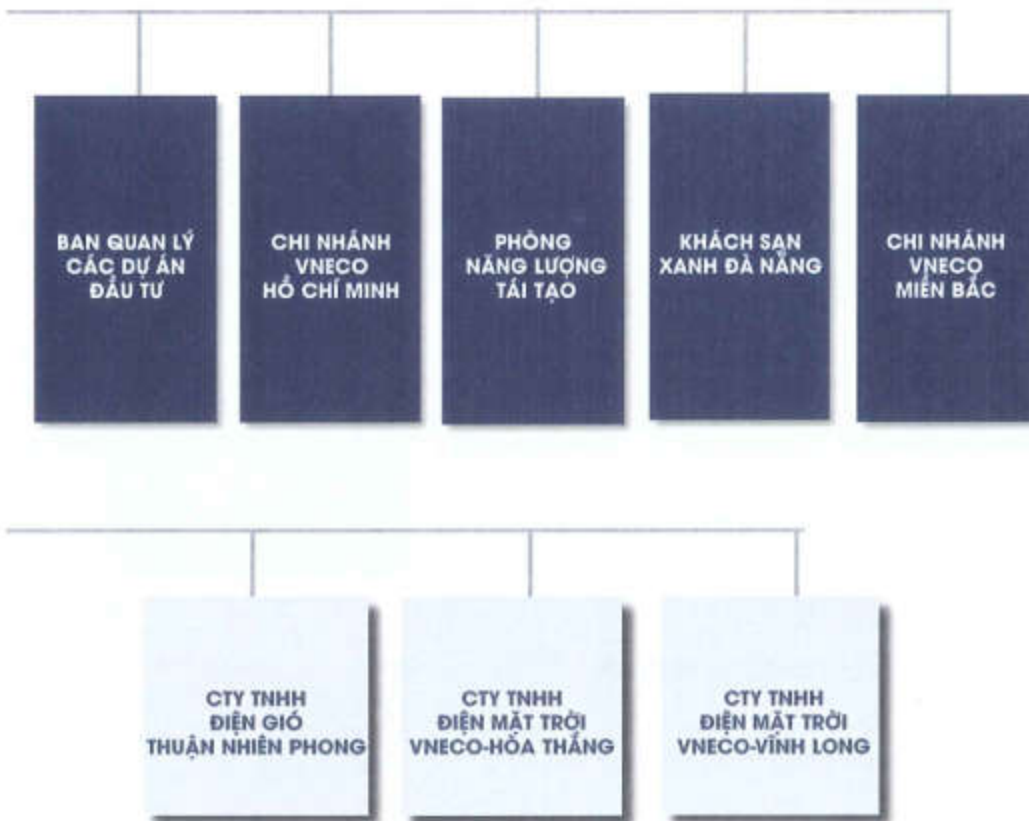 BAN QUẢN LÝ
CÁC DỰ ÁN
ĐẦU TƯ
CHI NHÁNH
VNECO
HỒ CHÍ MINH
PHÒNG
NĂNG LƯỢNG
TÁI TẠO
KHÁCH SẠN
XANH ĐÀ NẴNG
CHI NHÁNH
VNECO
MIỀN BẮC
CTY TNHH
ĐIỆN GIÓ
THUẬN NHIÊN PHONG
CTY TNHH
ĐIỆN MẶT TRỜI
VNECO-HÒA THẮNG
CTY TNHH
ĐIỆN MẶT TRỜI
VNECO-VĨNH LONG